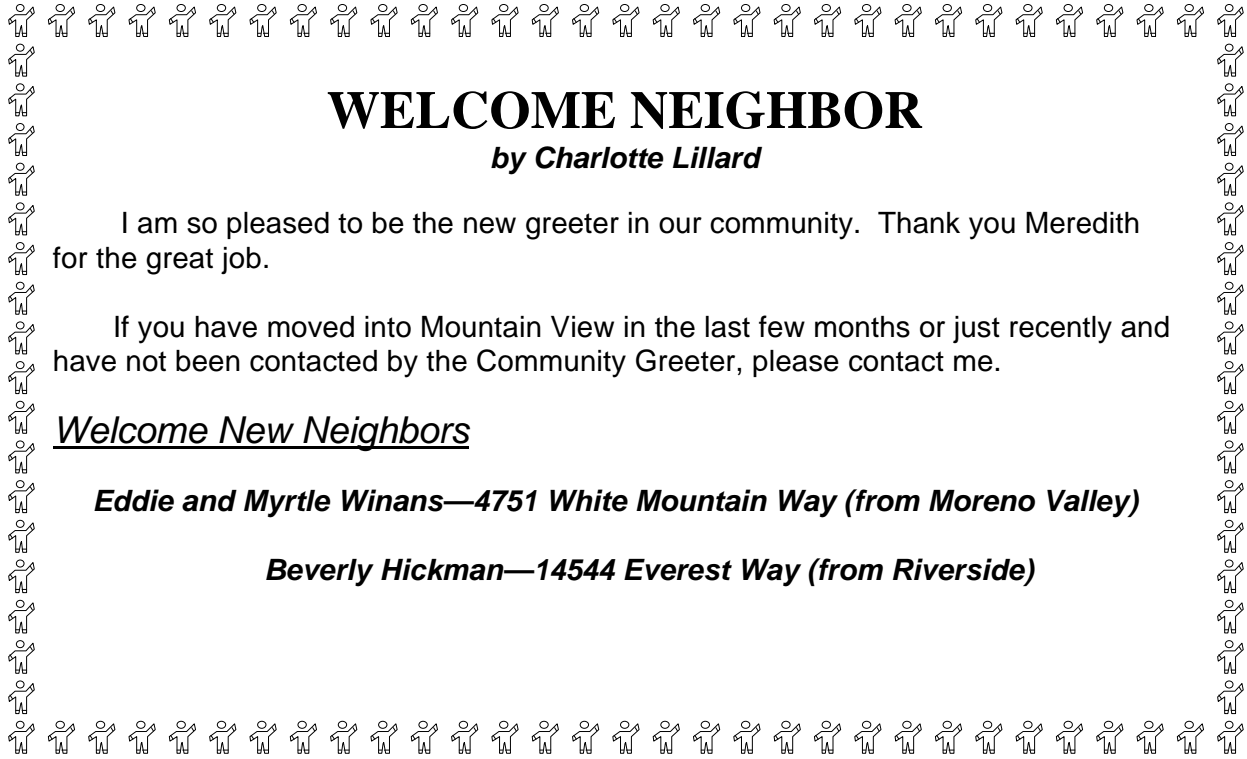 WELCOME NEIGHBOR
by Charlotte Lillard
I am so pleased to be the new greeter in our community.  Thank you Meredith
for the great job.
If you have moved into Mountain View in the last few months or just recently and
have not been contacted by the Community Greeter, please contact me.
Welcome New Neighbors
Eddie and Myrtle Winans—4751 White Mountain Way (from Moreno Valley)
Beverly Hickman—14544 Everest Way (from Riverside)